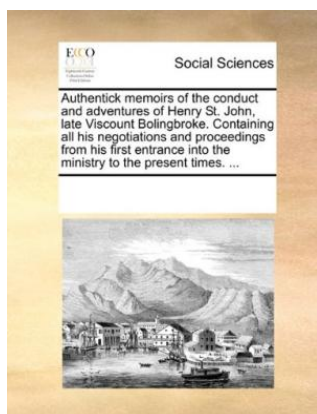 ECCO
Social Sciences
Authentick memoirs of the conduct
and adventures of Henry St. John,
late Viscount Bolingbroke. Containing
all his negotiations and proceedings
from his first entrance into the
ministry to the present times. ...